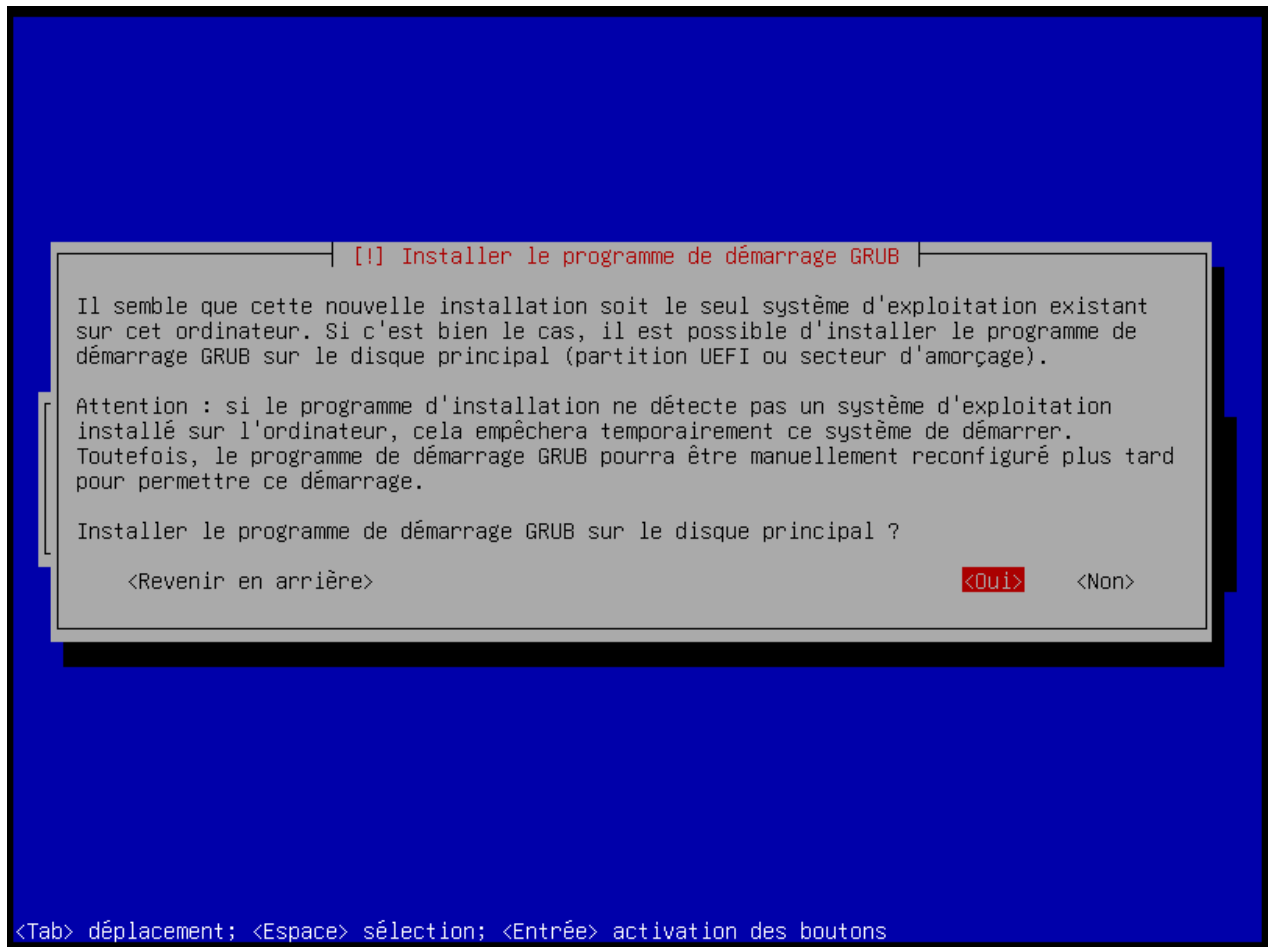 [!] Installer le programme de démarrage GRUB
Il semble que cette nouvelle installation soit le seul système d'exploitation existant
sur cet ordinateur. Si c'est bien le cas, il est possible d'installer le programme de
démarrage GRUB sur le disque principal (partition UEFI ou secteur d'amorçage).
Attention : si le programme d'installation ne détecte pas un système d'exploitation
installé sur l'ordinateur, cela empêchera temporairement ce système de démarrer.
Toutefois, le programme de démarrage GRUB pourra être manuellement reconfiguré plus tard
pour permettre ce démarrage.
Installer le programme de démarrage GRUB sur le disque principal ?
<Revenir en arrière> <Oui> <Non>
<Tab> déplacement; <Espace> sélection; <Entrée> activation des boutons